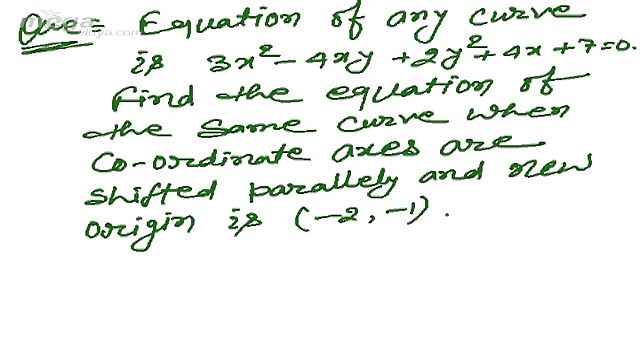 Que = Equation of any curve
is 3x² - 4xy + 2y² + 4x + 7 = 0.
Find the equation of
the same curve when
Co-ordinate axes are
shifted parallely and new
origin is (-2, -1).